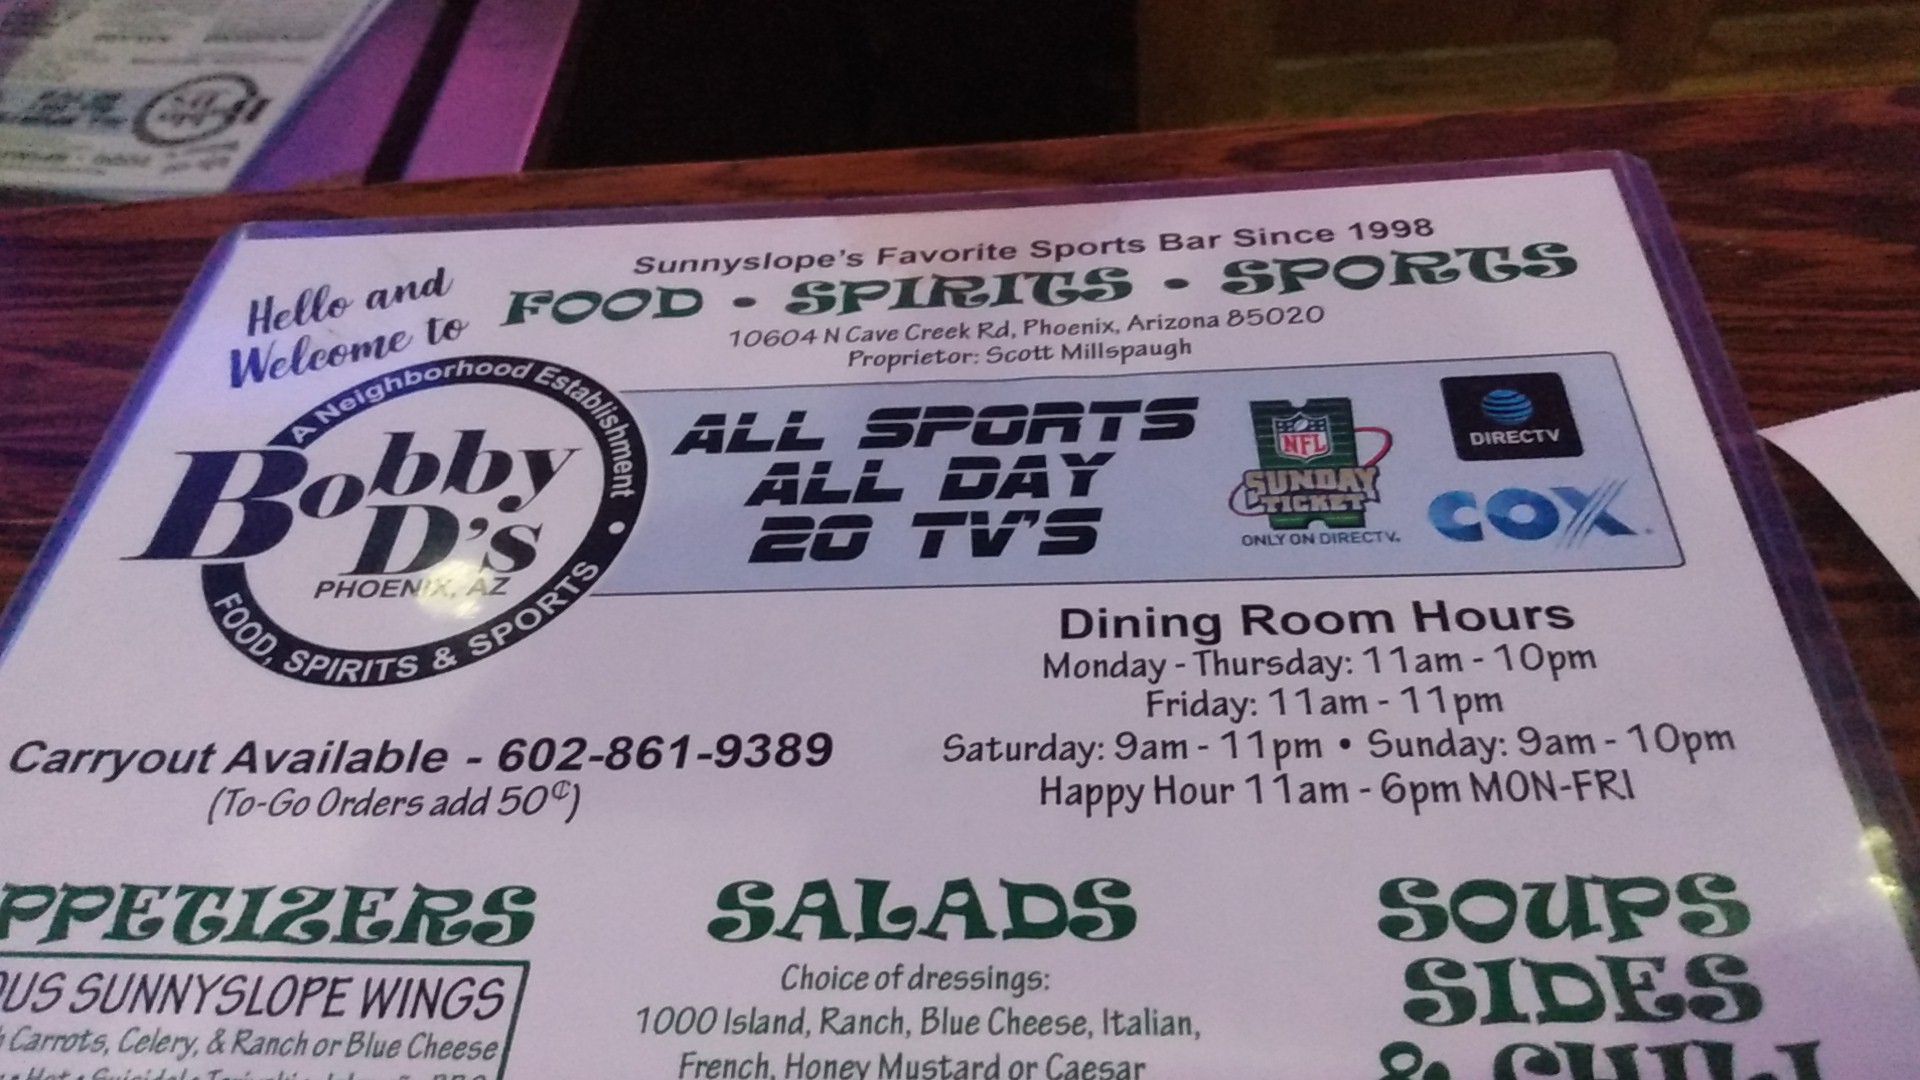 Hello and
Welcome to
Sunnyslope's Favorite Sports Bar Since 1998
FOOD • SPIRITS • SPORTS
10604 N Cave Creek Rd, Phoenix, Arizona 85020
Proprietor: Scott Millspaugh
A Neighborhood Establishment •
Bobby
D's
PHOENIX, AZ
FOOD, SPIRITS & SPORTS
ALL SPORTS
ALL DAY
20 TV'S
NFL
SUNDAY
TICKET
ONLY ON DIRECTV.
DIRECTV
COX
Dining Room Hours
Monday - Thursday: 11am - 10pm
Friday: 11am - 11pm
Saturday: 9am - 11pm • Sunday: 9am - 10pm
Happy Hour 11am - 6pm MON-FRI
Carryout Available - 602-861-9389
(To-Go Orders add 50¢)
PPETIZERS
OUS SUNNYSLOPE WINGS
Carrots, Celery, & Ranch or Blue Cheese
SALADS
Choice of dressings:
1000 Island, Ranch, Blue Cheese, Italian,
French, Honey Mustard or Caesar
SOUPS
SIDES
& CHILI